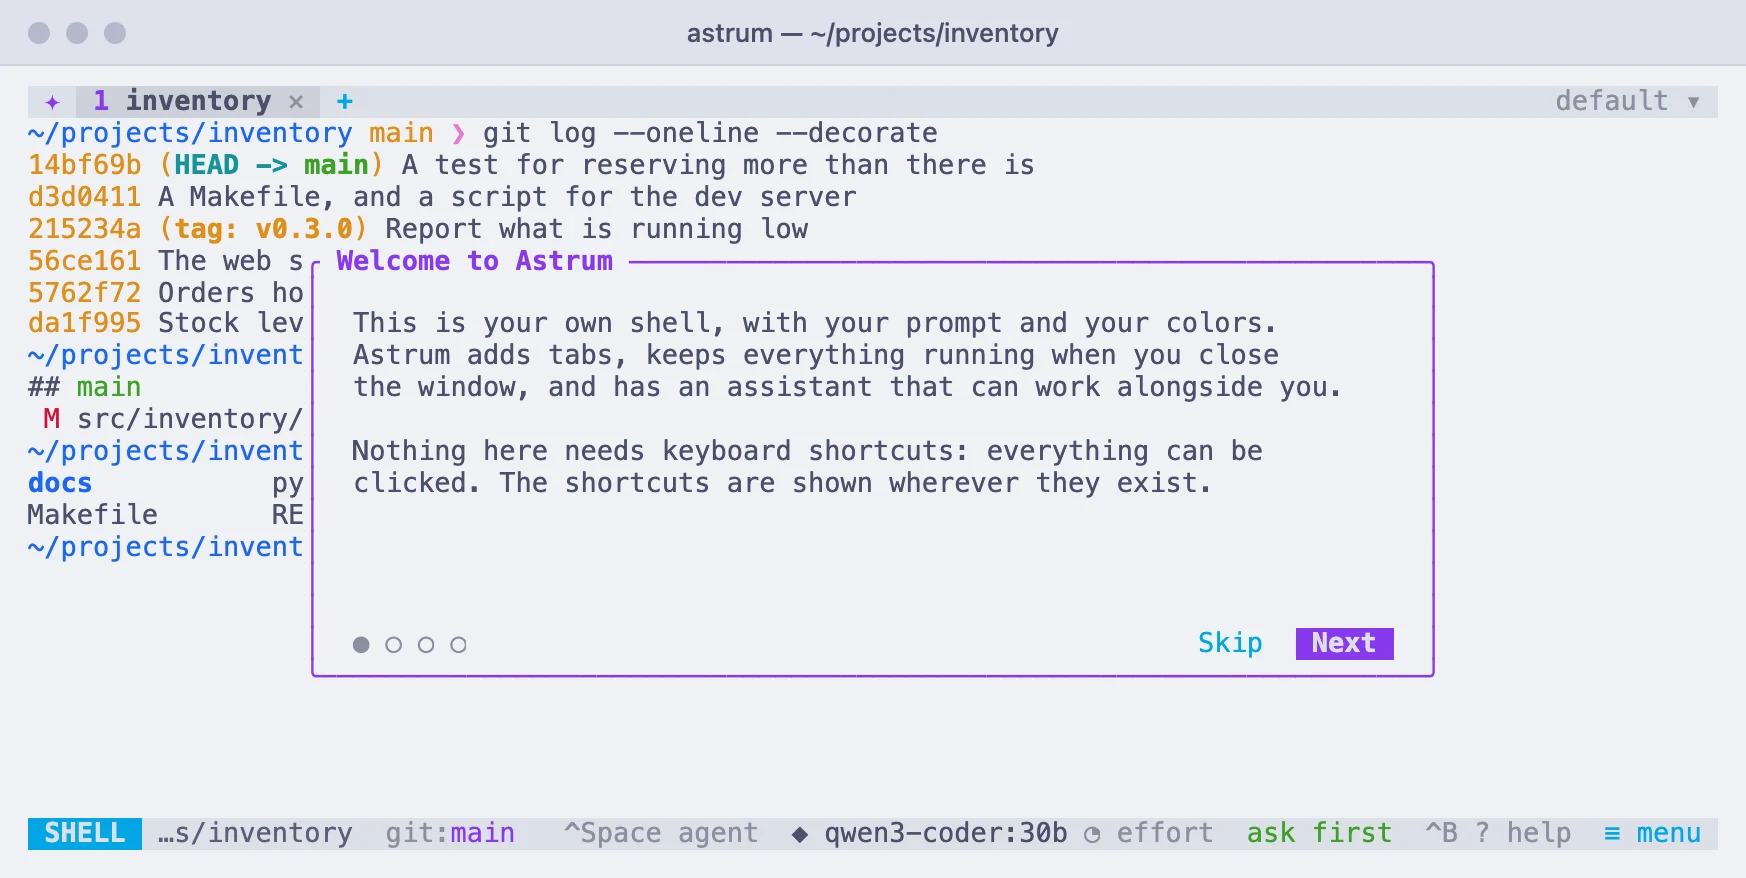 astrum — ~/projects/inventory
✦ 1 inventory × + default ▼
~/projects/inventory main ❯ git log --oneline --decorate
14bf69b (HEAD -> main) A test for reserving more than there is
d3d0411 A Makefile, and a script for the dev server
215234a (tag: v0.3.0) Report what is running low
56ce161 The web s
5762f72 Orders ho
da1f995 Stock lev
~/projects/invent
## main
M src/inventory/
~/projects/invent
docs py
Makefile RE
~/projects/invent
Welcome to Astrum
This is your own shell, with your prompt and your colors.
Astrum adds tabs, keeps everything running when you close
the window, and has an assistant that can work alongside you.
Nothing here needs keyboard shortcuts: everything can be
clicked. The shortcuts are shown wherever they exist.
Skip Next
SHELL …s/inventory git:main ^Space agent ◆ qwen3-coder:30b ◔ effort ask first ^B ? help ≡ menu